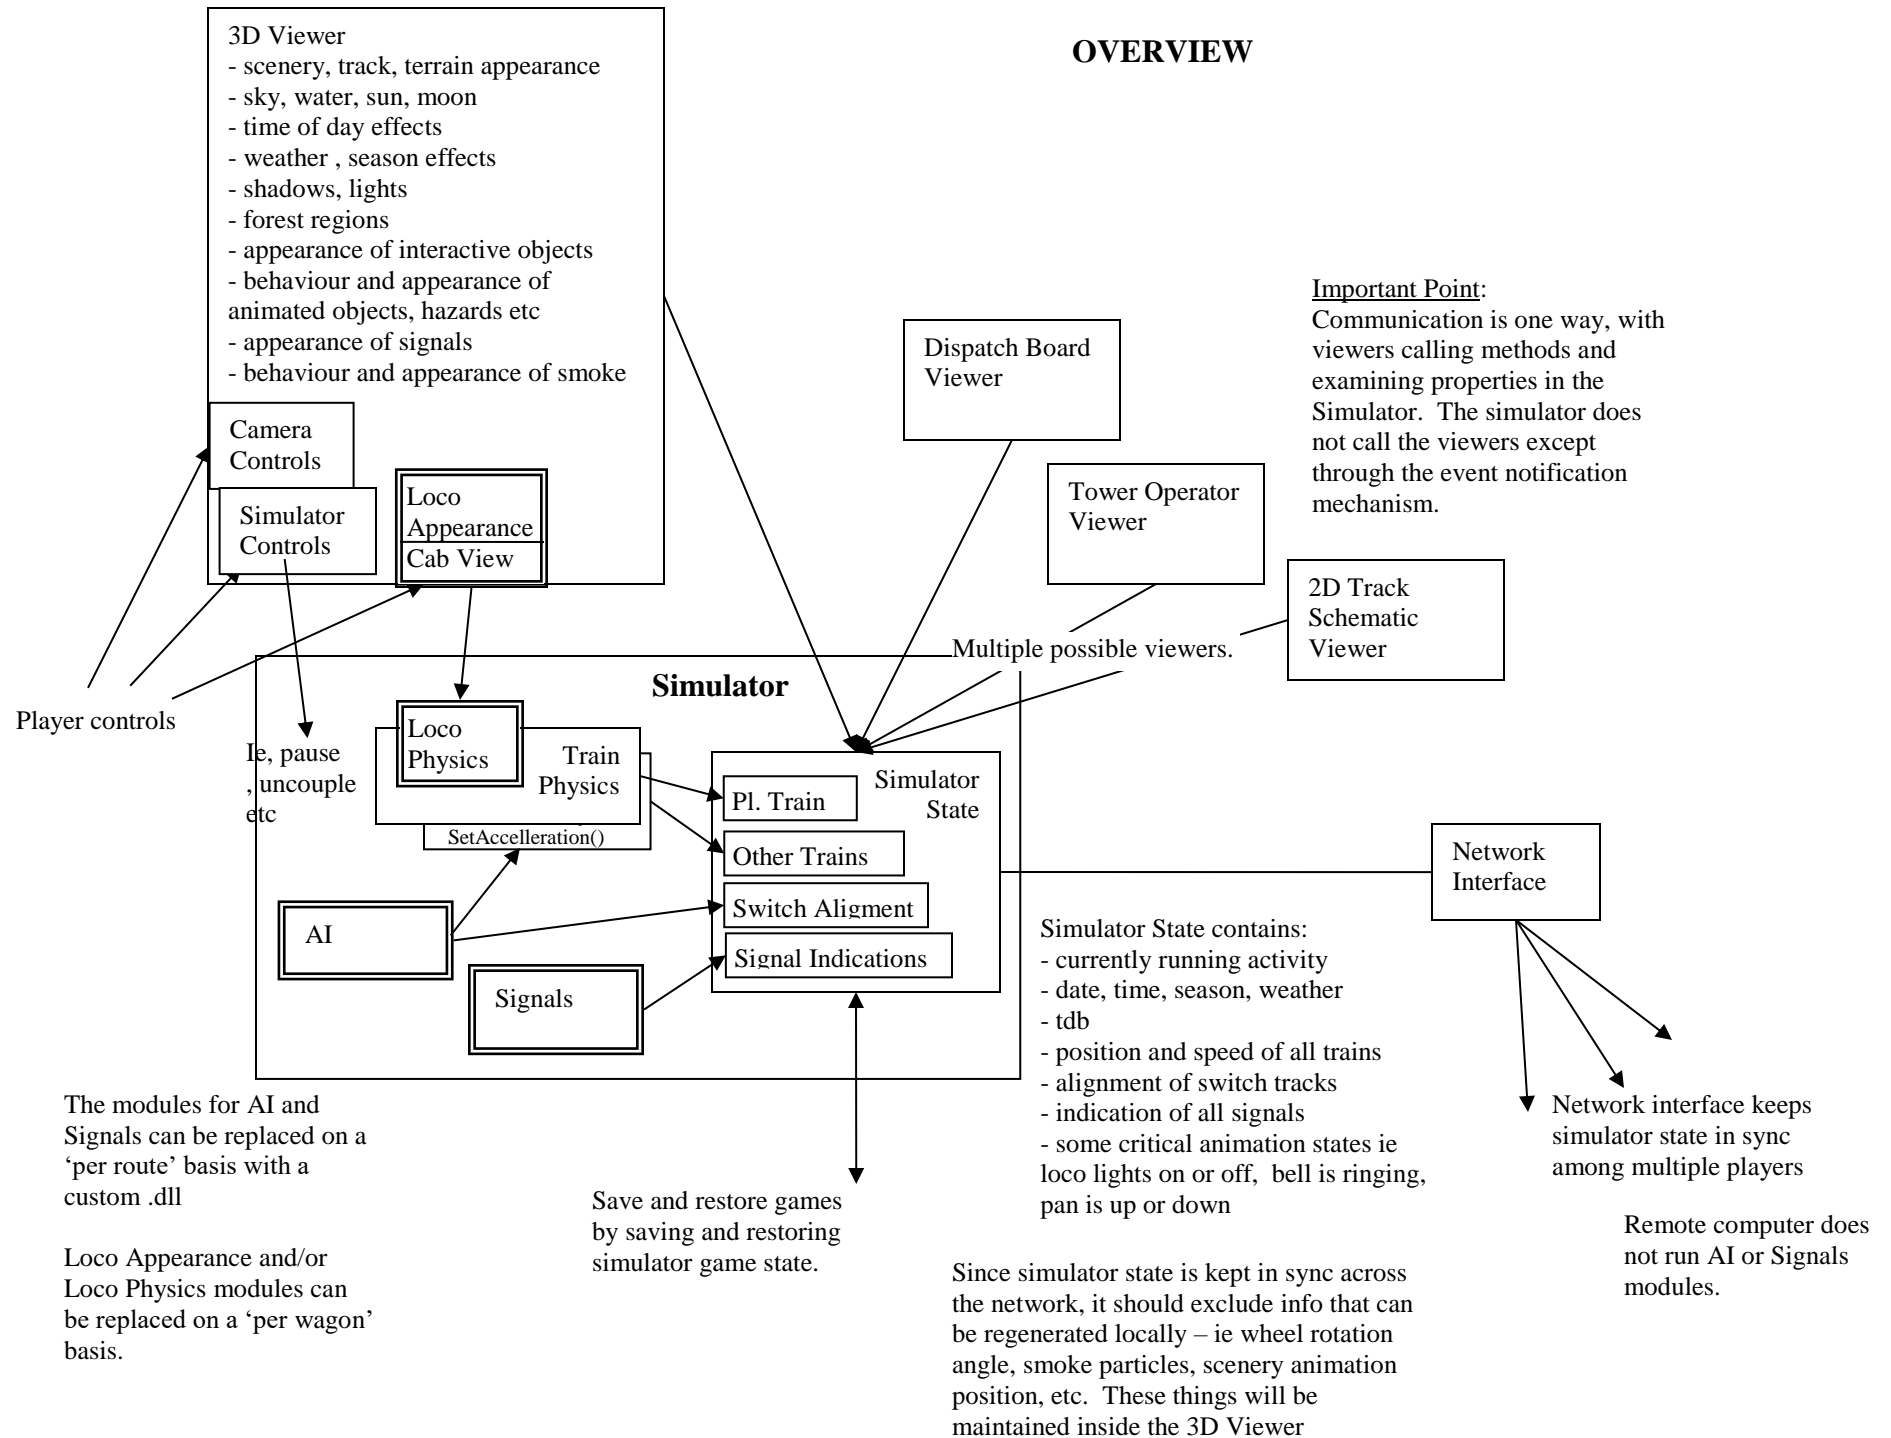 OVERVIEW
3D Viewer
- scenery, track, terrain appearance
- sky, water, sun, moon
- time of day effects
- weather , season effects
- shadows, lights
- forest regions
- appearance of interactive objects
- behaviour and appearance of
animated objects, hazards etc
- appearance of signals
- behaviour and appearance of smoke
Camera
Controls
Simulator
Controls
Loco
Appearance
Cab View
Dispatch Board
Viewer
Tower Operator
Viewer
2D Track
Schematic
Viewer
Important Point:
Communication is one way, with
viewers calling methods and
examining properties in the
Simulator.  The simulator does
not call the viewers except
through the event notification
mechanism.
Multiple possible viewers.
Player controls
Simulator
Ie, pause
, uncouple
etc
Loco
Physics
Train
Physics
SetAccelleration()
Simulator
State
Pl. Train
Other Trains
Switch Aligment
Signal Indications
AI
Signals
Network
Interface
Simulator State contains:
- currently running activity
- date, time, season, weather
- tdb
- position and speed of all trains
- alignment of switch tracks
- indication of all signals
- some critical animation states ie
loco lights on or off,  bell is ringing,
pan is up or down
Network interface keeps
simulator state in sync
among multiple players
Remote computer does
not run AI or Signals
modules.
The modules for AI and
Signals can be replaced on a
‘per route’ basis with a
custom .dll
Loco Appearance and/or
Loco Physics modules can
be replaced on a ‘per wagon’
basis.
Save and restore games
by saving and restoring
simulator game state.
Since simulator state is kept in sync across
the network, it should exclude info that can
be regenerated locally – ie wheel rotation
angle, smoke particles, scenery animation
position, etc.  These things will be
maintained inside the 3D Viewer